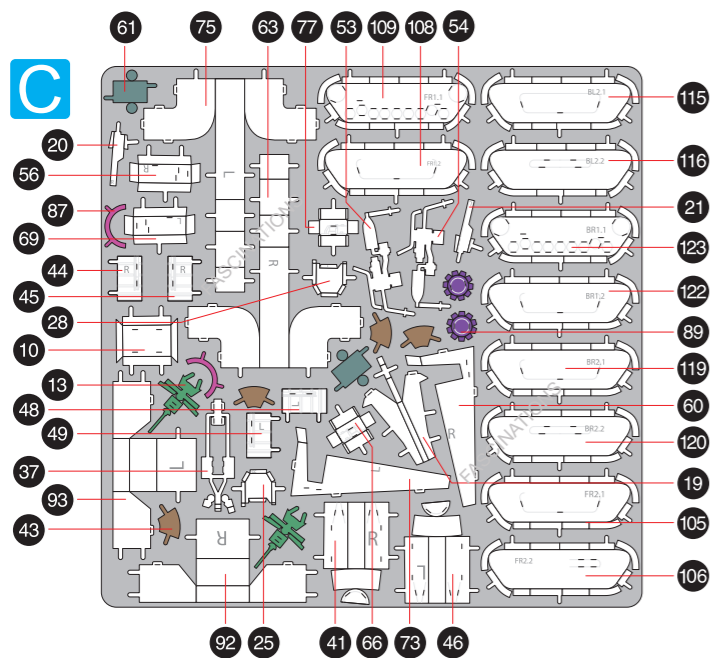 61
75
63
77
53
109
108
54
C
FR1.1
BL2.1
115
20
FR1.2
56
R
L
BL2.2
116
87
21
69
L
FASCINATIONS
BR1.1
123
44
R
R
R
45
BR1.2
122
28
89
10
BR2.1
119
13
48
60
R
FASCINATIONS
49
L
BR2.2
120
37
L
L
19
93
FR2.1
105
43
R
R
L
FR2.2
106
92
25
41
66
73
46